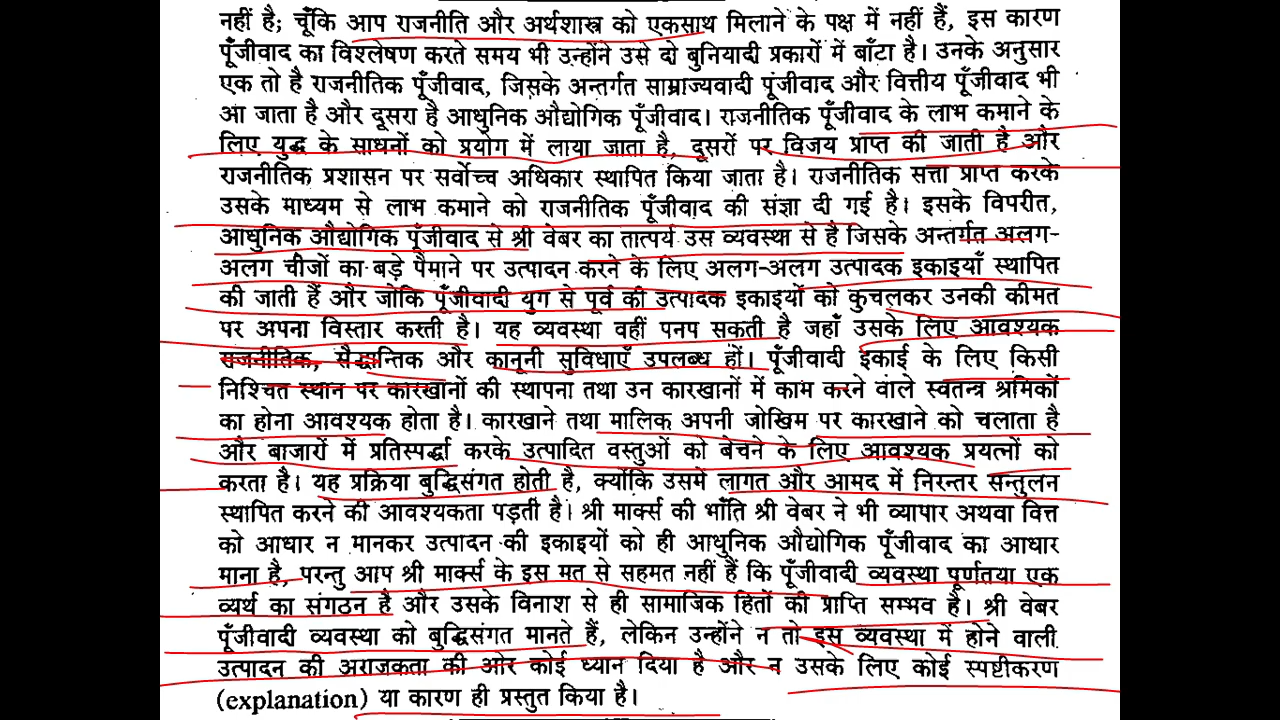 नहीं है; चूँकि आप राजनीति और अर्थशास्त्र को एकसाथ मिलाने के पक्ष में नहीं हैं, इस कारण
पूँजीवाद का विश्लेषण करते समय भी उन्होंने उसे दो बुनियादी प्रकारों में बाँटा है। उनके अनुसार
एक तो है राजनीतिक पूँजीवाद, जिसके अन्तर्गत साम्राज्यवादी पूंजीवाद और वित्तीय पूँजीवाद भी
आ जाता है और दूसरा है आधुनिक औद्योगिक पूँजीवाद। राजनीतिक पूँजीवाद के लाभ कमाने के
लिए युद्ध के साधनों को प्रयोग में लाया जाता है, दूसरों पर विजय प्राप्त की जाती है और
राजनीतिक प्रशासन पर सर्वोच्च अधिकार स्थापित किया जाता है। राजनीतिक सत्ता प्राप्त करके
उसके माध्यम से लाभ कमाने को राजनीतिक पूँजीवाद की संज्ञा दी गई है। इसके विपरीत,
आधुनिक औद्योगिक पूँजीवाद से श्री वेबर का तात्पर्य उस व्यवस्था से है जिसके अन्तर्गत अलग-
अलग चीजों का बड़े पैमाने पर उत्पादन करने के लिए अलग-अलग उत्पादक इकाइयाँ स्थापित
की जाती हैं और जोकि पूँजीवादी युग से पूर्व की उत्पादक इकाइयों को कुचलकर उनकी कीमत
पर अपना विस्तार करती है। यह व्यवस्था वहीं पनप सकती है जहाँ उसके लिए आवश्यक
राजनीतिक, सैद्धान्तिक और कानूनी सुविधाएँ उपलब्ध हों। पूँजीवादी इकाई के लिए किसी
निश्चित स्थान पर कारखानों की स्थापना तथा उन कारखानों में काम करने वाले स्वतन्त्र श्रमिकों
का होना आवश्यक होता है। कारखाने तथा मालिक अपनी जोखिम पर कारखाने को चलाता है
और बाजारों में प्रतिस्पर्द्धा करके उत्पादित वस्तुओं को बेचने के लिए आवश्यक प्रयत्नों को
करता है। यह प्रक्रिया बुद्धिसंगत होती है, क्योंकि उसमें लागत और आमद में निरन्तर सन्तुलन
स्थापित करने की आवश्यकता पड़ती है। श्री मार्क्स की भाँति श्री वेबर ने भी व्यापार अथवा वित्त
को आधार न मानकर उत्पादन की इकाइयों को ही आधुनिक औद्योगिक पूँजीवाद का आधार
माना है, परन्तु आप श्री मार्क्स के इस मत से सहमत नहीं हैं कि पूँजीवादी व्यवस्था पूर्णतया एक
व्यर्थ का संगठन है और उसके विनाश से ही सामाजिक हितों की प्राप्ति सम्भव है। श्री वेबर
पूँजीवादी व्यवस्था को बुद्धिसंगत मानते हैं, लेकिन उन्होंने न तो इस व्यवस्था में होने वाली
उत्पादन की अराजकता की ओर कोई ध्यान दिया है और न उसके लिए कोई स्पष्टीकरण
(explanation) या कारण ही प्रस्तुत किया है।